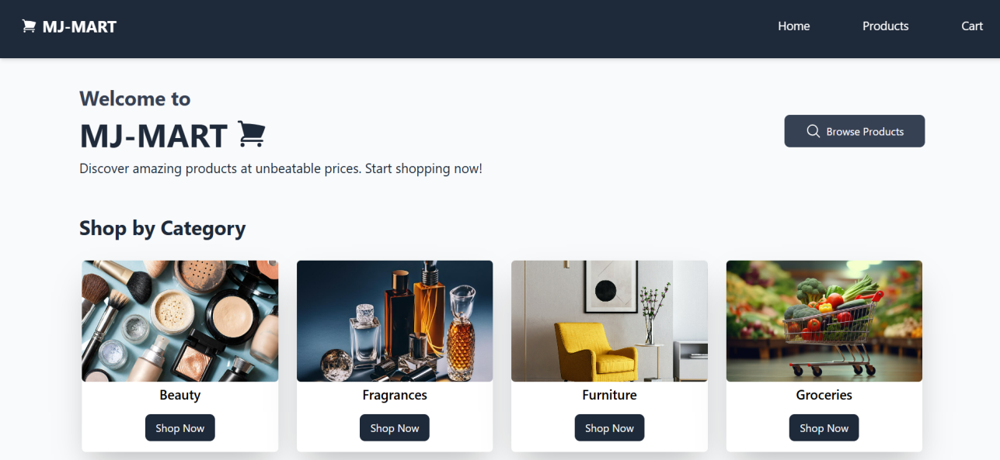 MJ-MART
Home
Products
Cart
Welcome to
MJ-MART
Browse Products
Discover amazing products at unbeatable prices. Start shopping now!
Shop by Category
Beauty
Fragrances
Furniture
Groceries
Shop Now
Shop Now
Shop Now
Shop Now